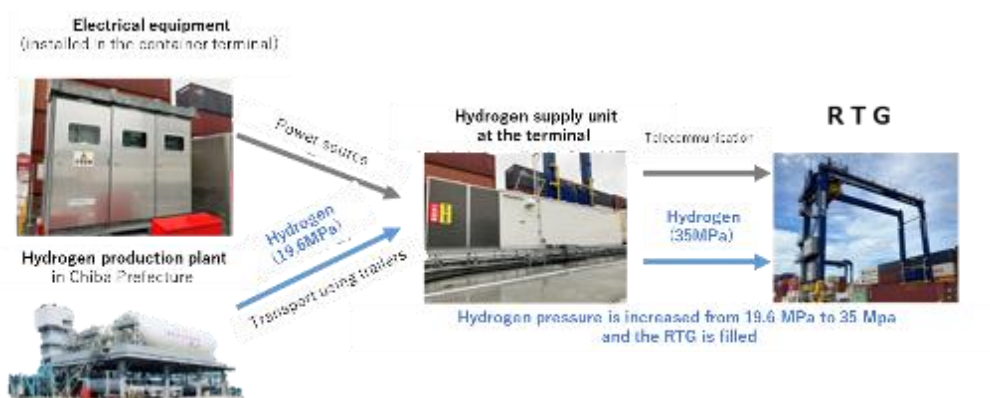 Electrical equipment
(installed in the container terminal)
Power source
Hydrogen production plant
in Chiba Prefecture
Hydrogen
(19.6MPa)
Transport using trailers
Hydrogen supply unit
at the terminal
Telecommunication
Hydrogen
(35MPa)
RTG
Hydrogen pressure is increased from 19.6 MPa to 35 Mpa
and the RTG is filled